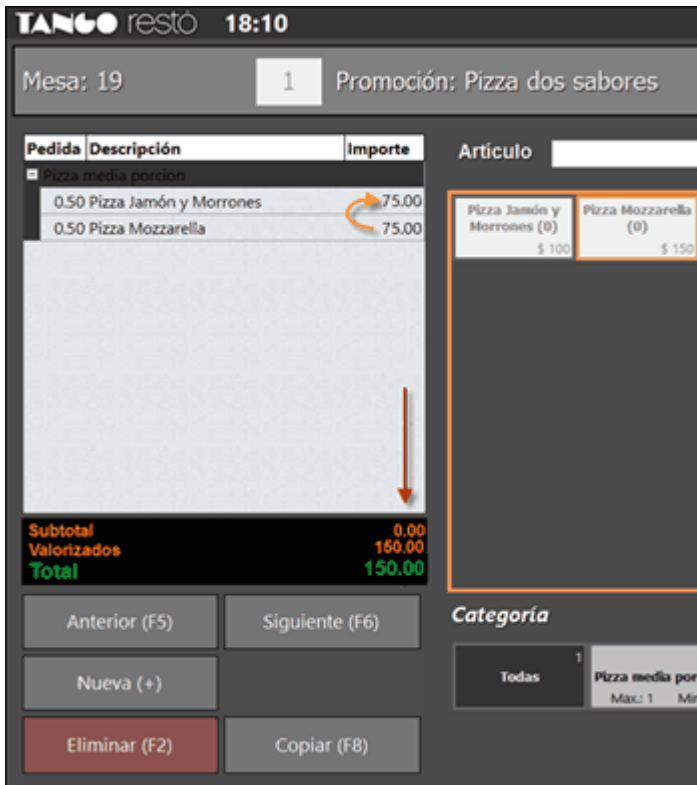 TANGO restó 18:10
Mesa: 19 1 Promoción: Pizza dos sabores
Pedida Descripción Importe
Pizza media porcion
0.50 Pizza Jamón y Morrones 75.00
0.50 Pizza Mozzarella 75.00
Subtotal 0.00
Valorizados 150.00
Total 150.00
Anterior (F5) Siguiente (F6)
Nueva (+)
Eliminar (F2) Copiar (F8)
Artículo
Pizza Jamón y
Morrones (0)
$ 100
Pizza Mozzarella
(0)
$ 150
Categoría
Todas 1
Pizza media por
Max.: 1 Mir